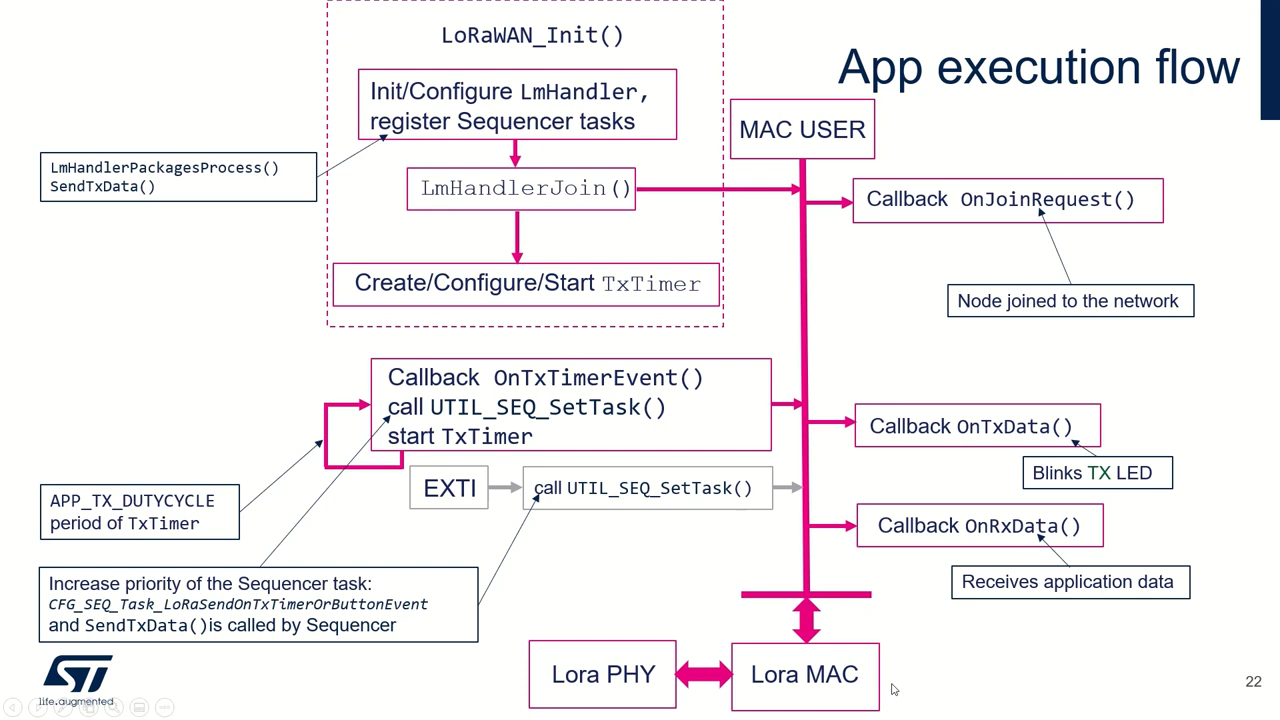 App execution flow
LoRaWAN_Init()
Init/Configure LmHandler,
register Sequencer tasks
MAC USER
LmHandlerPackagesProcess()
SendTxData()
LmHandlerJoin()
Callback OnJoinRequest()
Create/Configure/Start TxTimer
Node joined to the network
Callback OnTxTimerEvent()
call UTIL_SEQ_SetTask()
start TxTimer
Callback OnTxData()
Blinks TX LED
EXTI
call UTIL_SEQ_SetTask()
APP_TX_DUTYCYCLE
period of TxTimer
Callback OnRxData()
Receives application data
Increase priority of the Sequencer task:
CFG_SEQ_Task_LoRaSendOnTxTimerOrButtonEvent
and SendTxData()is called by Sequencer
Lora PHY
Lora MAC
ST
life.augmented
22